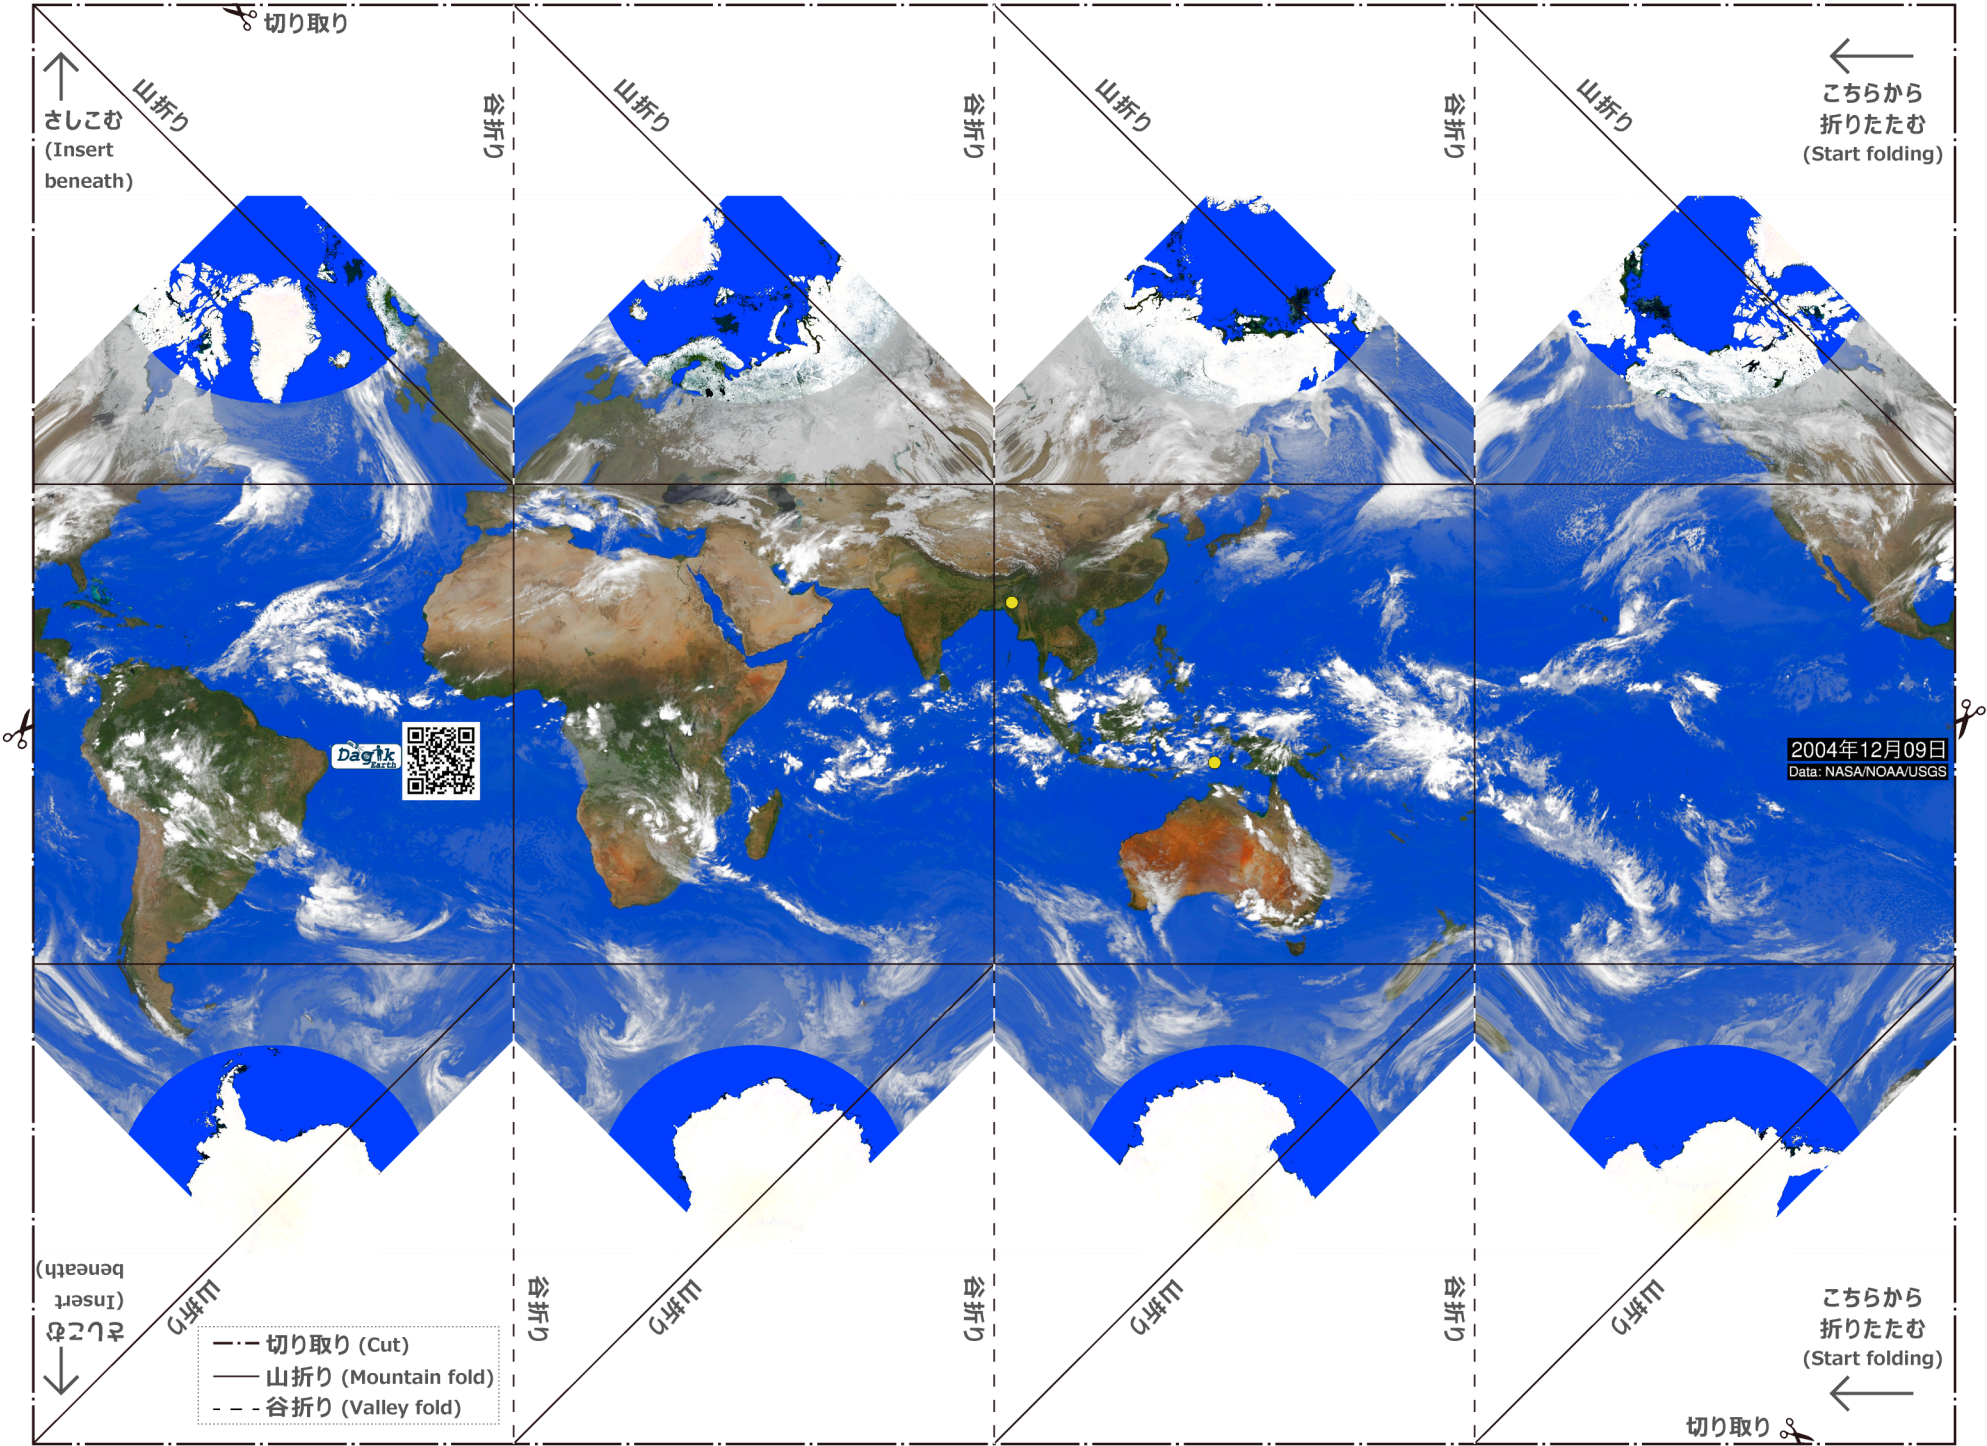 切り取り
さしこむ
(Insert
beneath)
山折り
谷折り
山折り
谷折り
山折り
谷折り
山折り
こちらから
折りたたむ
(Start folding)
Dagik
Earth
2004年12月09日
Data: NASA/NOAA/USGS
さしこむ
(Insert
beneath)
山折り
谷折り
山折り
谷折り
山折り
谷折り
山折り
こちらから
折りたたむ
(Start folding)
切り取り (Cut)
山折り (Mountain fold)
谷折り (Valley fold)
切り取り